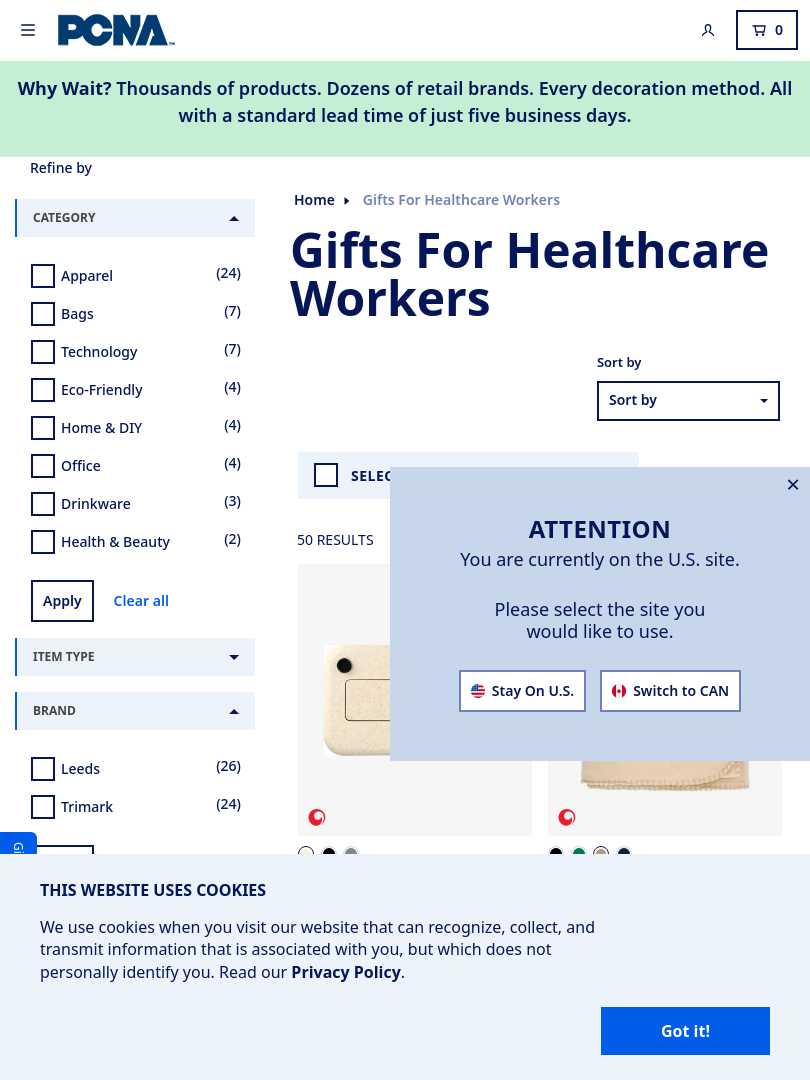 PCNA
0
Why Wait? Thousands of products. Dozens of retail brands. Every decoration method. All
with a standard lead time of just five business days.
Refine by
CATEGORY
Apparel (24)
Bags (7)
Technology (7)
Eco-Friendly (4)
Home & DIY (4)
Office (4)
Drinkware (3)
Health & Beauty (2)
Apply Clear all
ITEM TYPE
BRAND
Leeds (26)
Trimark (24)
Home Gifts For Healthcare Workers
Gifts For Healthcare
Workers
Sort by
Sort by
50 RESULTS
ATTENTION
You are currently on the U.S. site.
Please select the site you
would like to use.
Stay On U.S. Switch to CAN
THIS WEBSITE USES COOKIES
We use cookies when you visit our website that can recognize, collect, and
transmit information that is associated with you, but which does not
personally identify you. Read our Privacy Policy.
Got it!